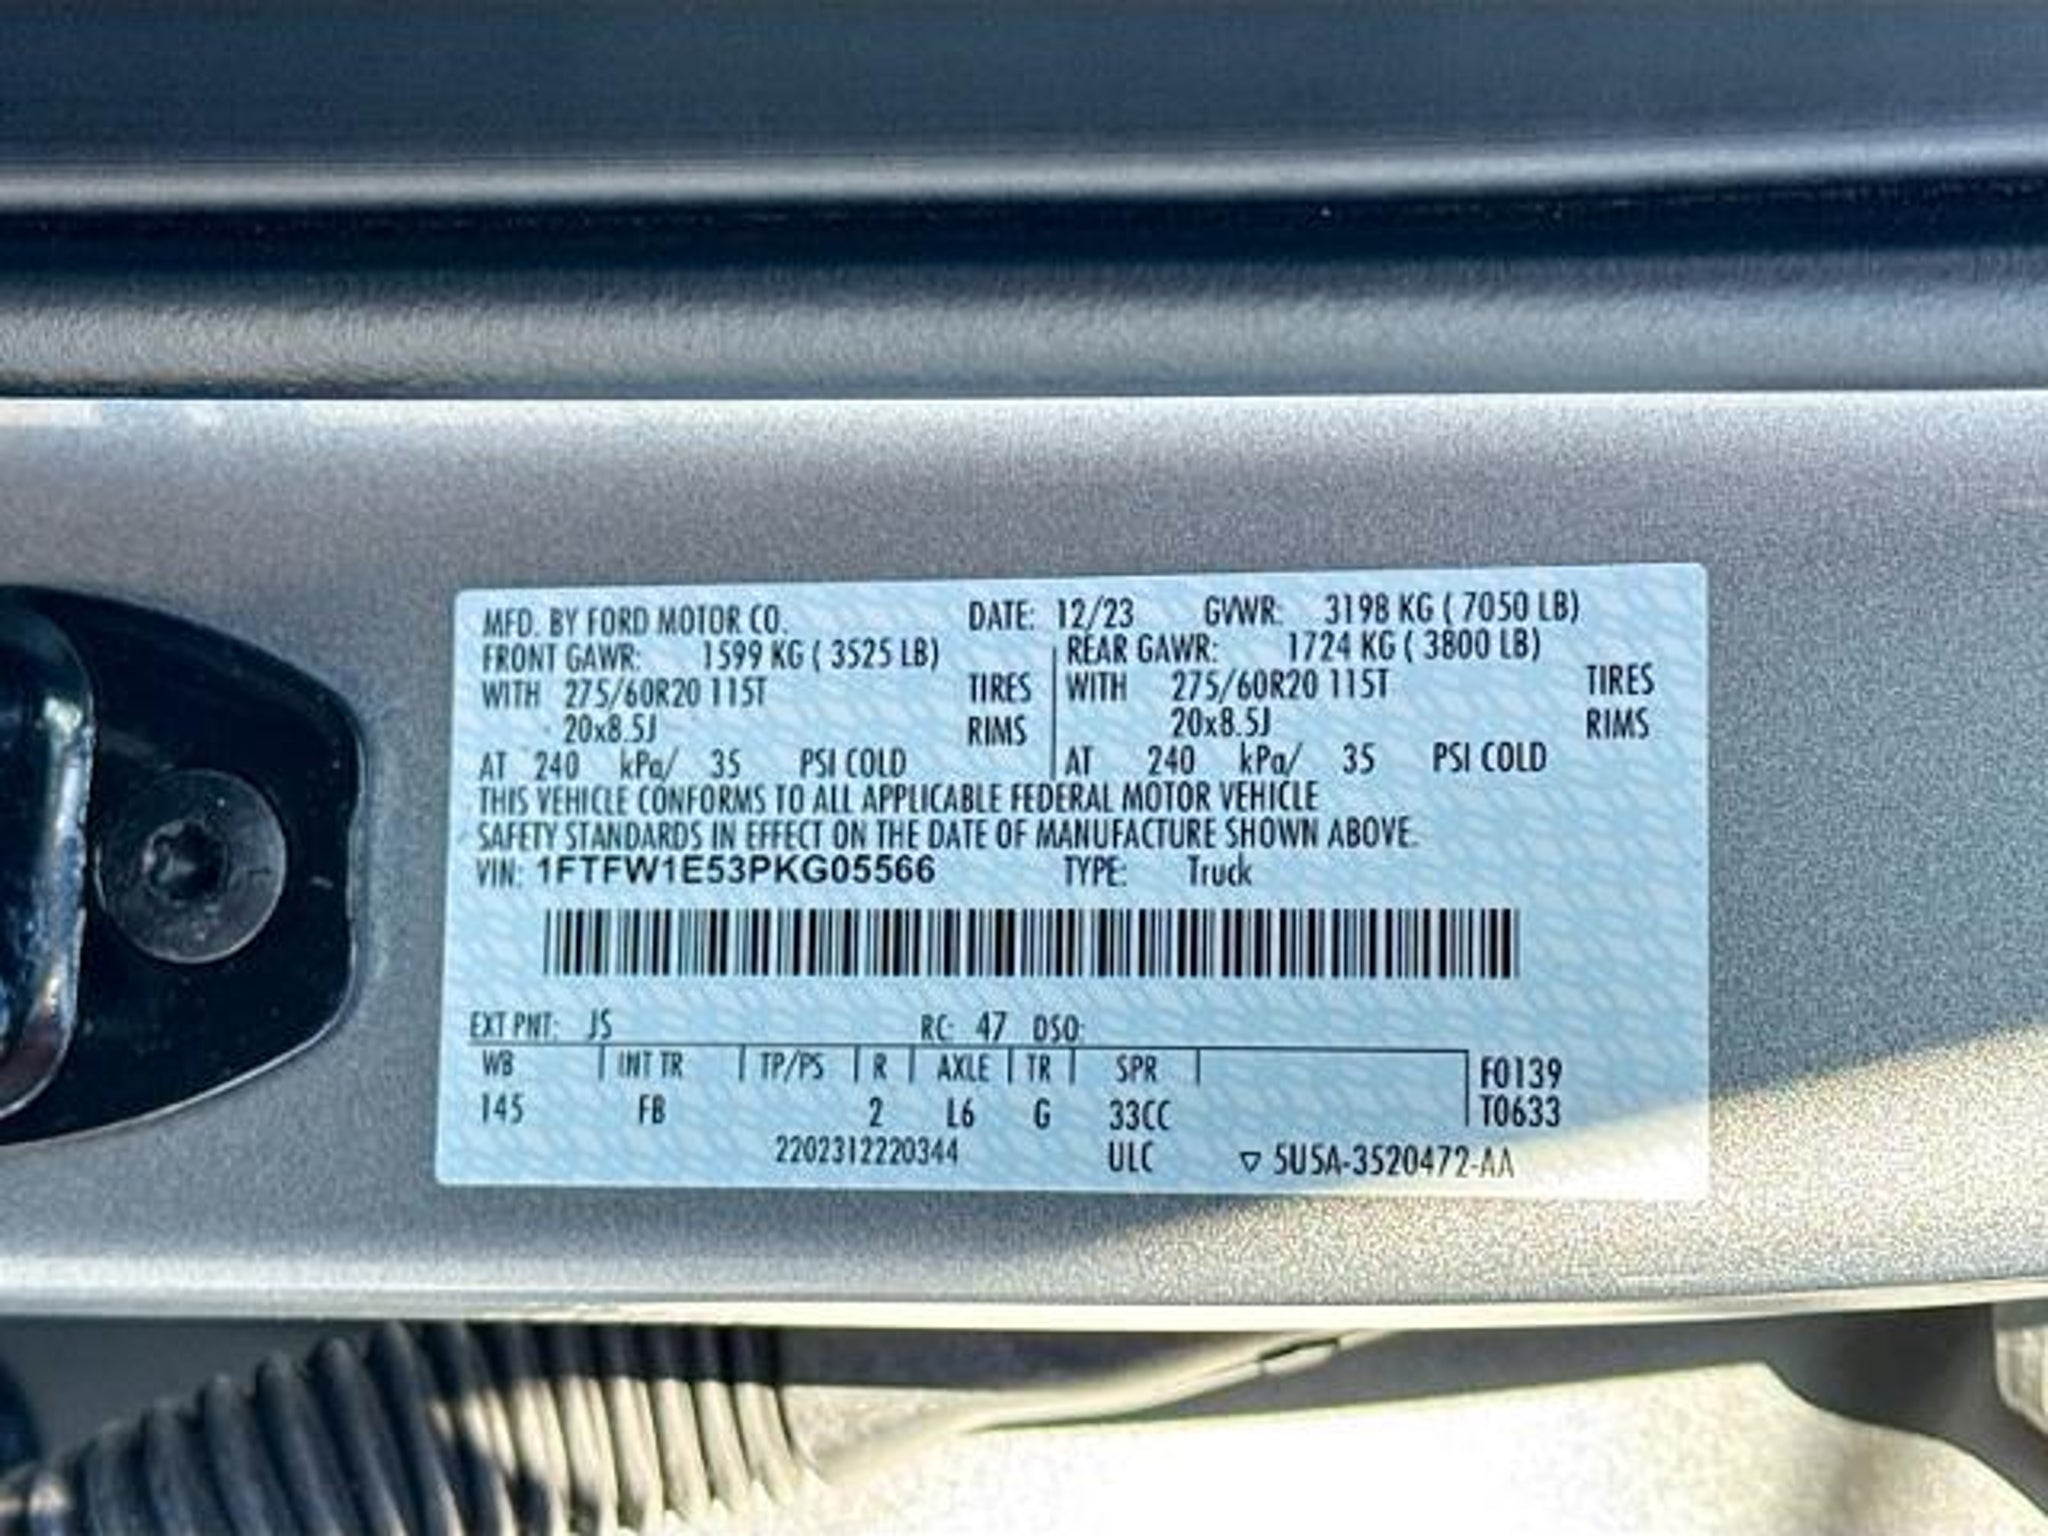 MFD. BY FORD MOTOR CO. DATE: 12/23 GVWR: 3198 KG ( 7050 LB)
FRONT GAWR: 1599 KG ( 3525 LB) REAR GAWR: 1724 KG ( 3800 LB)
WITH 275/60R20 115T TIRES WITH 275/60R20 115T TIRES
20x8.5J RIMS 20x8.5J RIMS
AT 240 kPa/ 35 PSI COLD AT 240 kPa/ 35 PSI COLD
THIS VEHICLE CONFORMS TO ALL APPLICABLE FEDERAL MOTOR VEHICLE
SAFETY STANDARDS IN EFFECT ON THE DATE OF MANUFACTURE SHOWN ABOVE.
VIN: 1FTFW1E53PKG05566 TYPE: Truck
EXT PNT: JS RC: 47 DSO:
WB INT TR TP/PS R AXLE TR SPR F0139
145 FB 2 L6 G 33CC T0633
2202312220344 ULC ▽ 5U5A-3520472-AA